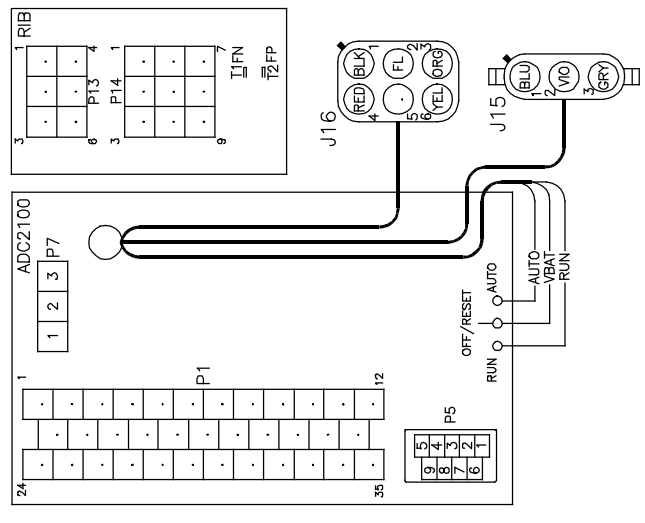 RIB
1
4
3
6
P13
P14
1
7
3
9
T1FN
T2FP
J16
BLK
1
FL
2
ORG
3
RED
4
.
5
YEL
6
J15
BLU
1
VIO
2
GRY
3
ADC2100
P7
1 2 3
AUTO
OFF/RESET
RUN
AUTO
VBAT
RUN
P1
1
12
24
35
P5
5 4 3 2 1
9 8 7 6